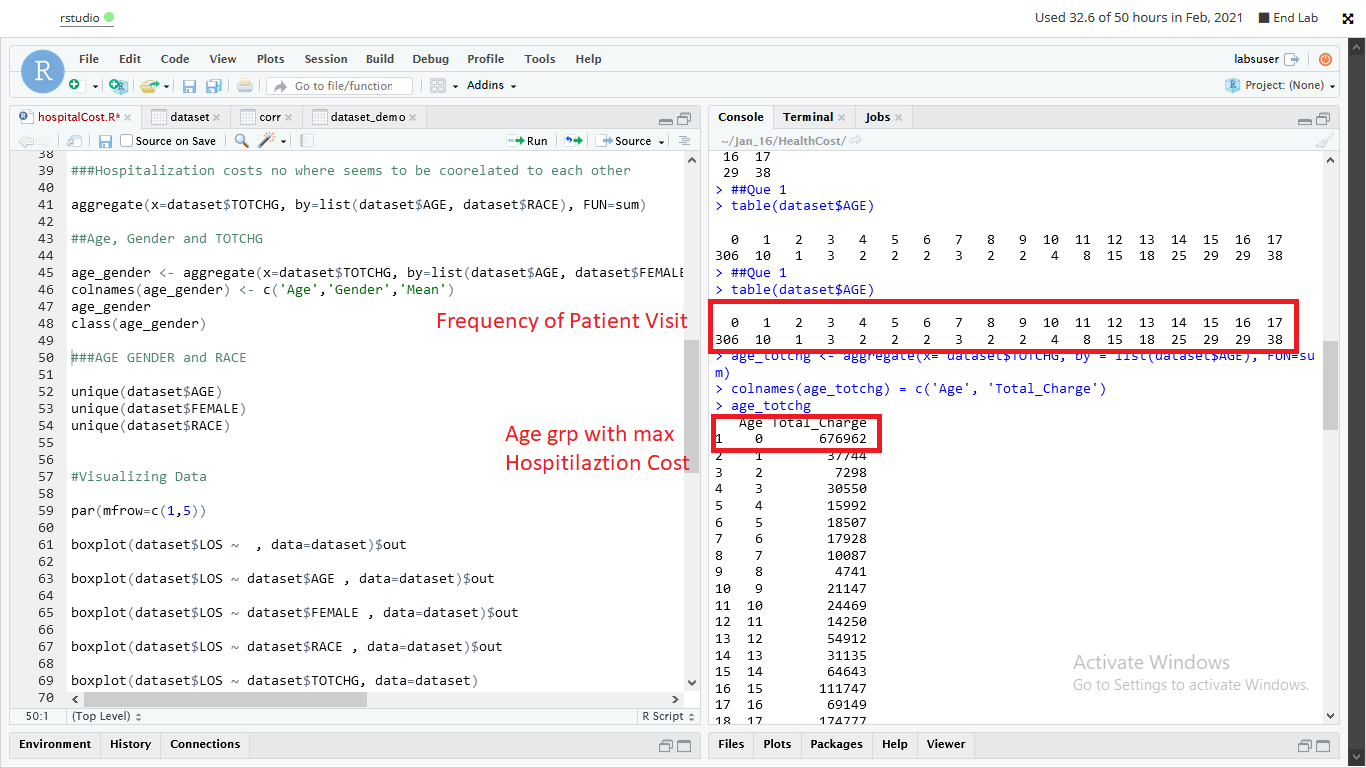 rstudio
Used 32.6 of 50 hours in Feb, 2021
End Lab
R
File Edit Code View Plots Session Build Debug Profile Tools Help
labsuser
Go to file/function
Addins
Project: (None)
hospitalCost.R*
dataset
corr
dataset_demo
Source on Save
Run
Source
38
39 ###Hospitalization costs no where seems to be coorelated to each other
40
41 aggregate(x=dataset$TOTCHG, by=list(dataset$AGE, dataset$RACE), FUN=sum)
42
43 ##Age, Gender and TOTCHG
44
45 age_gender <- aggregate(x=dataset$TOTCHG, by=list(dataset$AGE, dataset$FEMALE
46 colnames(age_gender) <- c('Age','Gender','Mean')
47 age_gender
48 class(age_gender)
49
50 ###AGE GENDER and RACE
51
52 unique(dataset$AGE)
53 unique(dataset$FEMALE)
54 unique(dataset$RACE)
55
56
57 #Visualizing Data
58
59 par(mfrow=c(1,5))
60
61 boxplot(dataset$LOS ~  , data=dataset)$out
62
63 boxplot(dataset$LOS ~ dataset$AGE , data=dataset)$out
64
65 boxplot(dataset$LOS ~ dataset$FEMALE , data=dataset)$out
66
67 boxplot(dataset$LOS ~ dataset$RACE , data=dataset)$out
68
69 boxplot(dataset$LOS ~ dataset$TOTCHG, data=dataset)
70
Frequency of Patient Visit
Age grp with max
Hospitilaztion Cost
50:1
(Top Level)
R Script
Environment History Connections
Console
Terminal
Jobs
~/Jan_16/HealthCost/
16 17
29 38
> ##Que 1
> table(dataset$AGE)
0 1 2 3 4 5 6 7 8 9 10 11 12 13 14 15 16 17
306 10 1 3 2 2 2 3 2 2 4 8 15 18 25 29 29 38
> ##Que 1
> table(dataset$AGE)
0 1 2 3 4 5 6 7 8 9 10 11 12 13 14 15 16 17
306 10 1 3 2 2 2 3 2 2 4 8 15 18 25 29 29 38
> age_totchg <- aggregate(x= dataset$TOTCHG, by = list(dataset$AGE), FUN=su
m)
> colnames(age_totchg) = c('Age', 'Total_Charge')
> age_totchg
Age Total_Charge
1 0 676962
2 1 37744
3 2 7298
4 3 30550
5 4 15992
6 5 18507
7 6 17928
8 7 10087
9 8 4741
10 9 21147
11 10 24469
12 11 14250
13 12 54912
14 13 31135
15 14 64643
16 15 111747
17 16 69149
18 17 174777
Activate Windows
Go to Settings to activate Windows.
Files Plots Packages Help Viewer